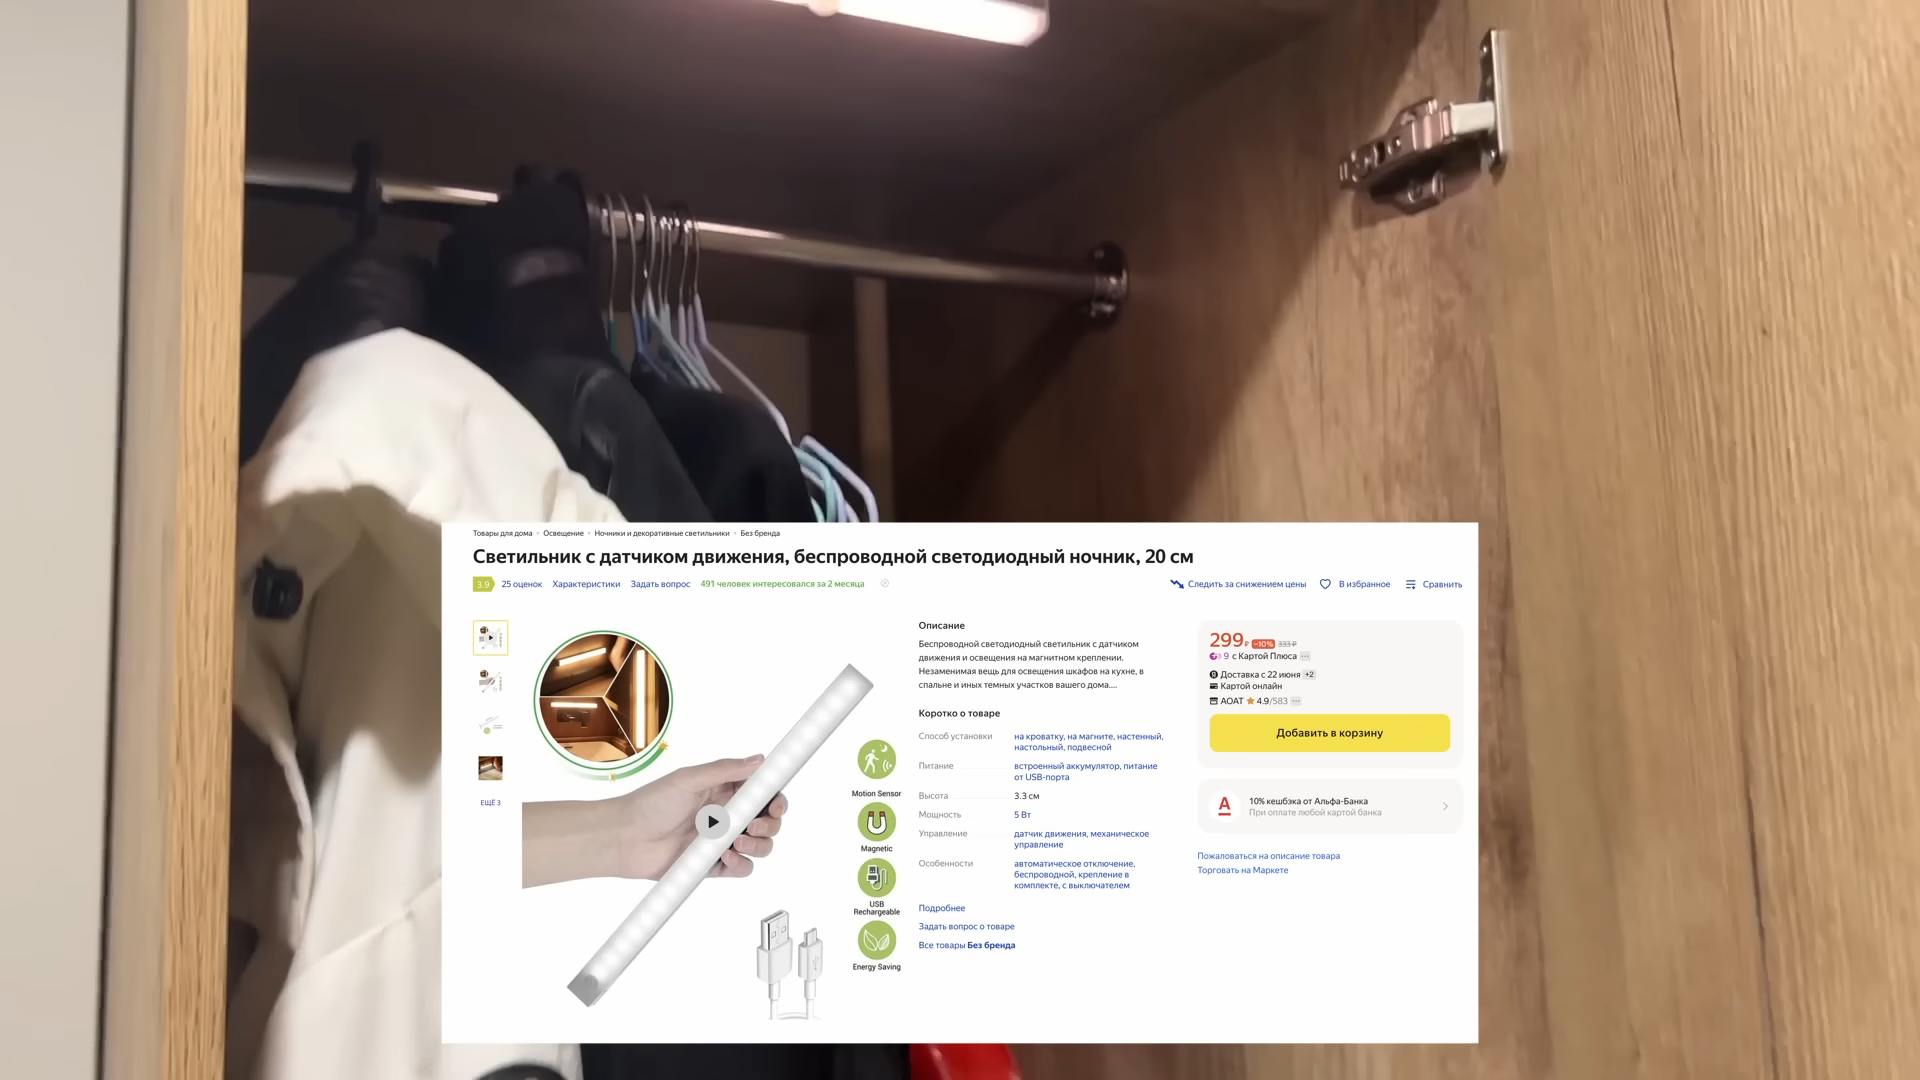 Товары для дома • Освещение • Ночники и декоративные светильники • Без бренда
Светильник с датчиком движения, беспроводной светодиодный ночник, 20 см
3.9 25 оценок Характеристики Задать вопрос 491 человек интересовался за 2 месяца
Следить за снижением цены В избранное Сравнить
ЕЩЁ 3
Motion Sensor
Magnetic
USB
Rechargeable
Energy Saving
Описание
Беспроводной светодиодный светильник с датчиком
движения и освещения на магнитном креплении.
Незаменимая вещь для освещения шкафов на кухне, в
спальне и иных темных участков вашего дома....
Коротко о товаре
Способ установки на кроватку, на магните, настенный,
настольный, подвесной
Питание встроенный аккумулятор, питание
от USB-порта
Высота 3.3 см
Мощность 5 Вт
Управление датчик движения, механическое
управление
Особенности автоматическое отключение,
беспроводной, крепление в
комплекте, с выключателем
Подробнее
Задать вопрос о товаре
Все товары Без бренда
299 ₽ -10% 333 ₽
9 с Картой Плюса
Доставка с 22 июня +2
Картой онлайн
АОАТ 4.9/583
Добавить в корзину
А
10% кешбэка от Альфа-Банка
При оплате любой картой банка
Пожаловаться на описание товара
Торговать на Маркете